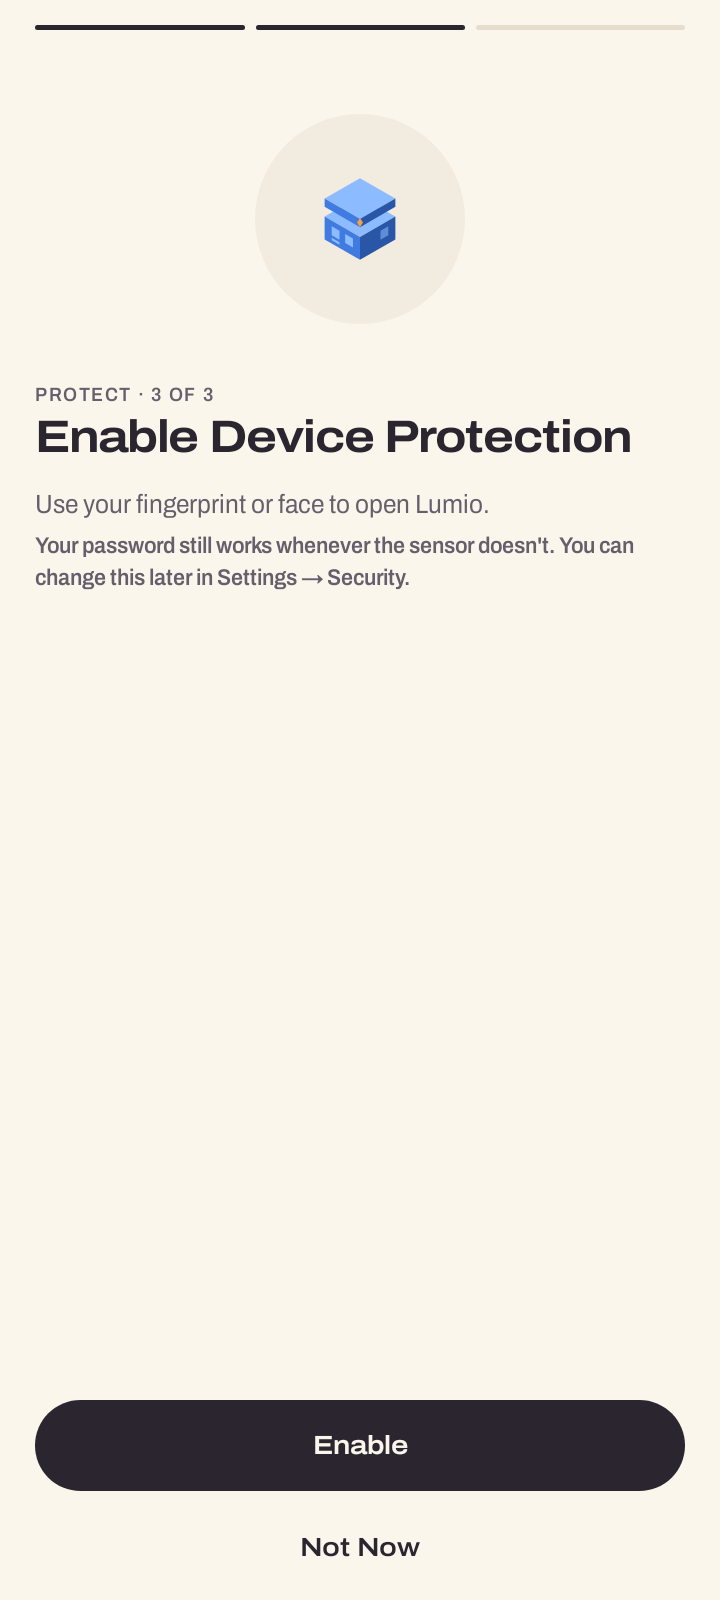 PROTECT · 3 OF 3
Enable Device Protection
Use your fingerprint or face to open Lumio.
Your password still works whenever the sensor doesn't. You can
change this later in Settings → Security.
Enable
Not Now